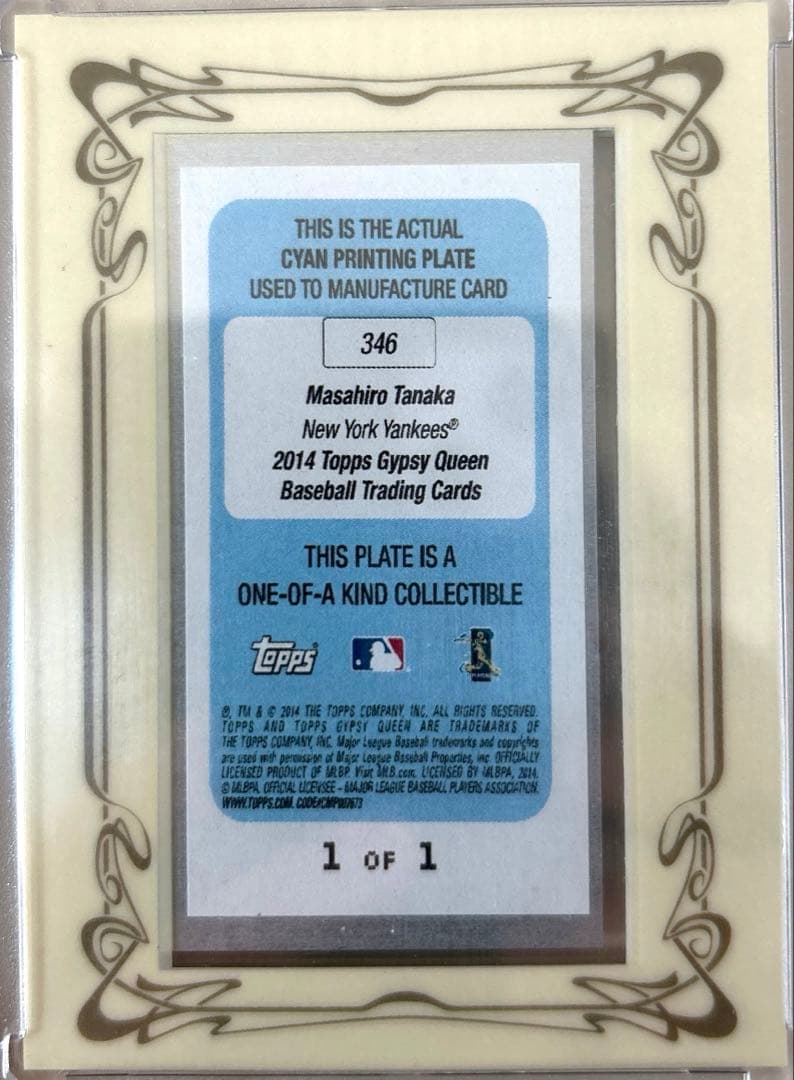 THIS IS THE ACTUAL
CYAN PRINTING PLATE
USED TO MANUFACTURE CARD
346
Masahiro Tanaka
New York Yankees®
2014 Topps Gypsy Queen
Baseball Trading Cards
THIS PLATE IS A
ONE-OF-A KIND COLLECTIBLE
Topps®
®, TM & © 2014 THE TOPPS COMPANY, INC. ALL RIGHTS RESERVED.
TOPPS AND TOPPS GYPSY QUEEN ARE TRADEMARKS OF
THE TOPPS COMPANY, INC. Major League Baseball trademarks and copyrights
are used with permission of Major League Baseball Properties, Inc. OFFICIALLY
LICENSED PRODUCT OF MLBP. Visit MLB.com. LICENSED BY MLBPA, 2014.
© MLBPA, OFFICIAL LICENSEE – MAJOR LEAGUE BASEBALL PLAYERS ASSOCIATION.
WWW.TOPPS.COM.
1 OF 1